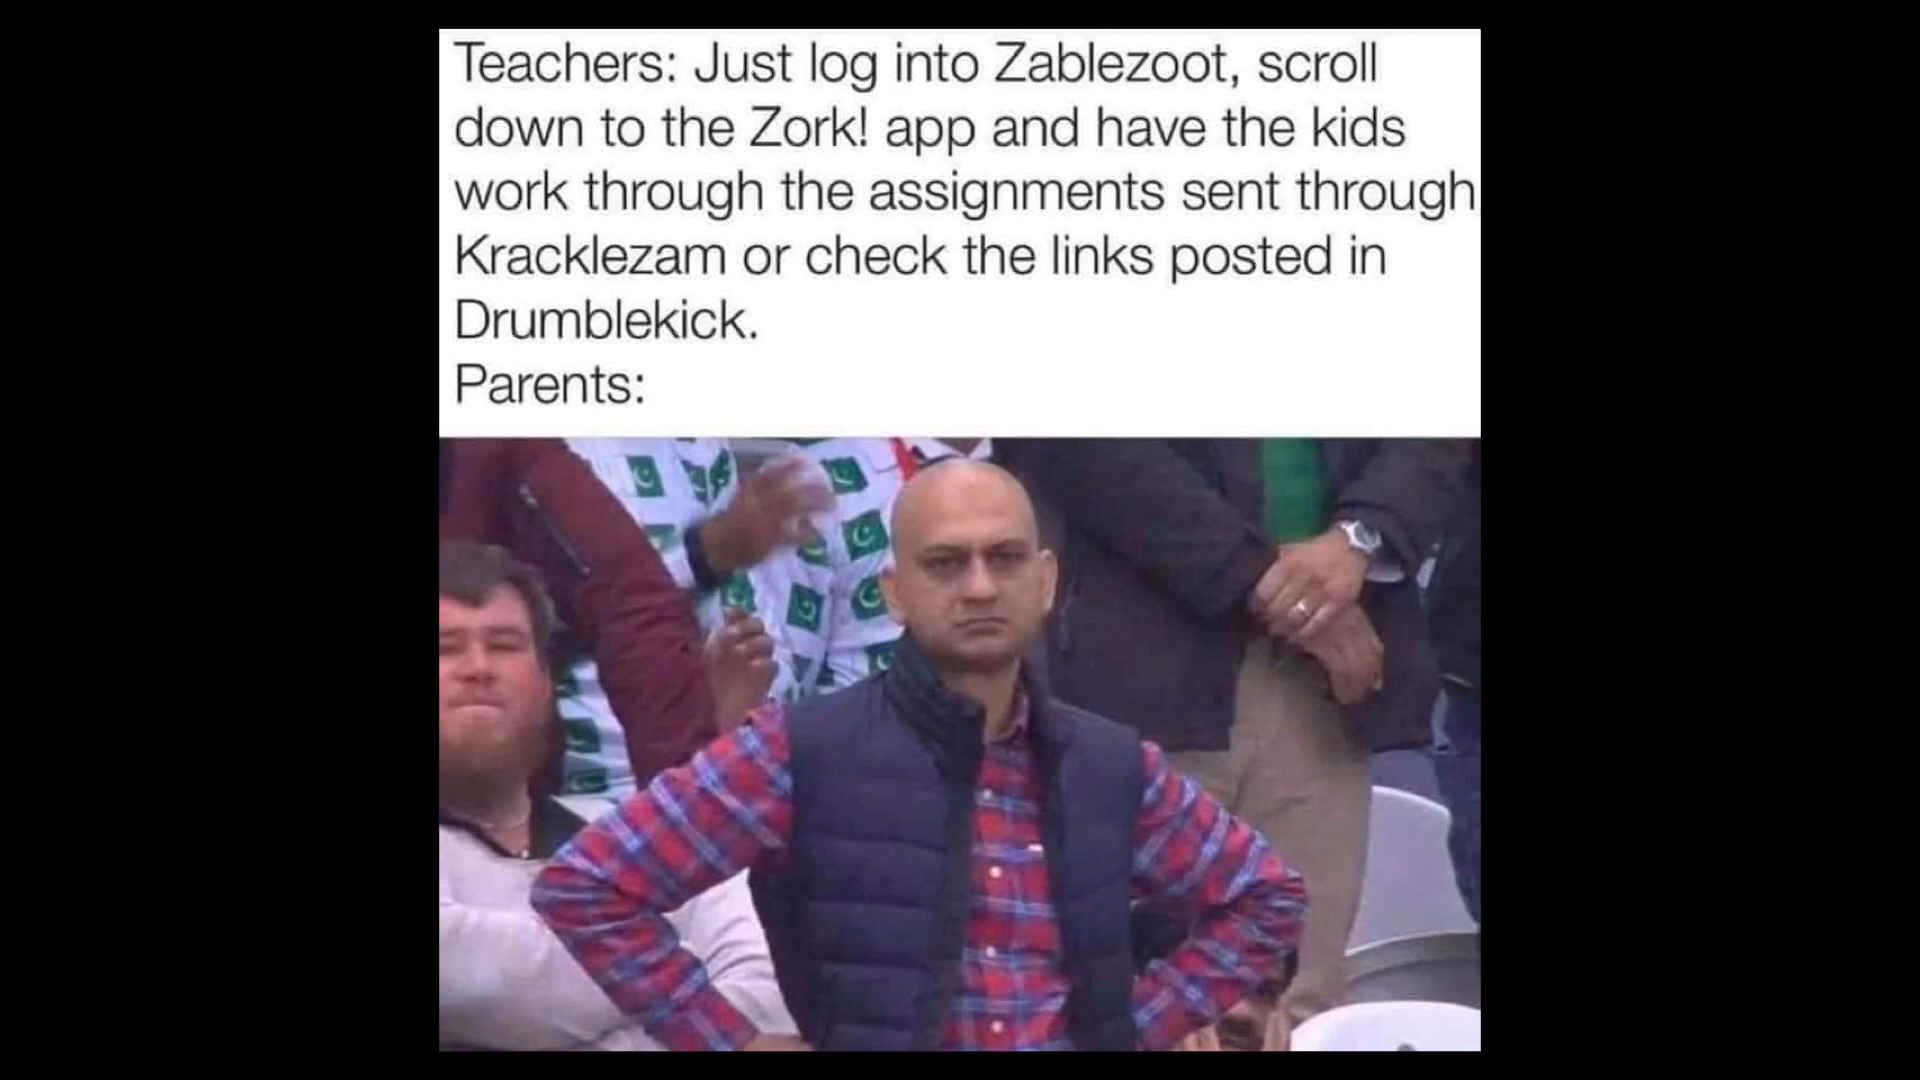 Teachers: Just log into Zablezoot, scroll
down to the Zork! app and have the kids
work through the assignments sent through
Kracklezam or check the links posted in
Drumblekick.
Parents: